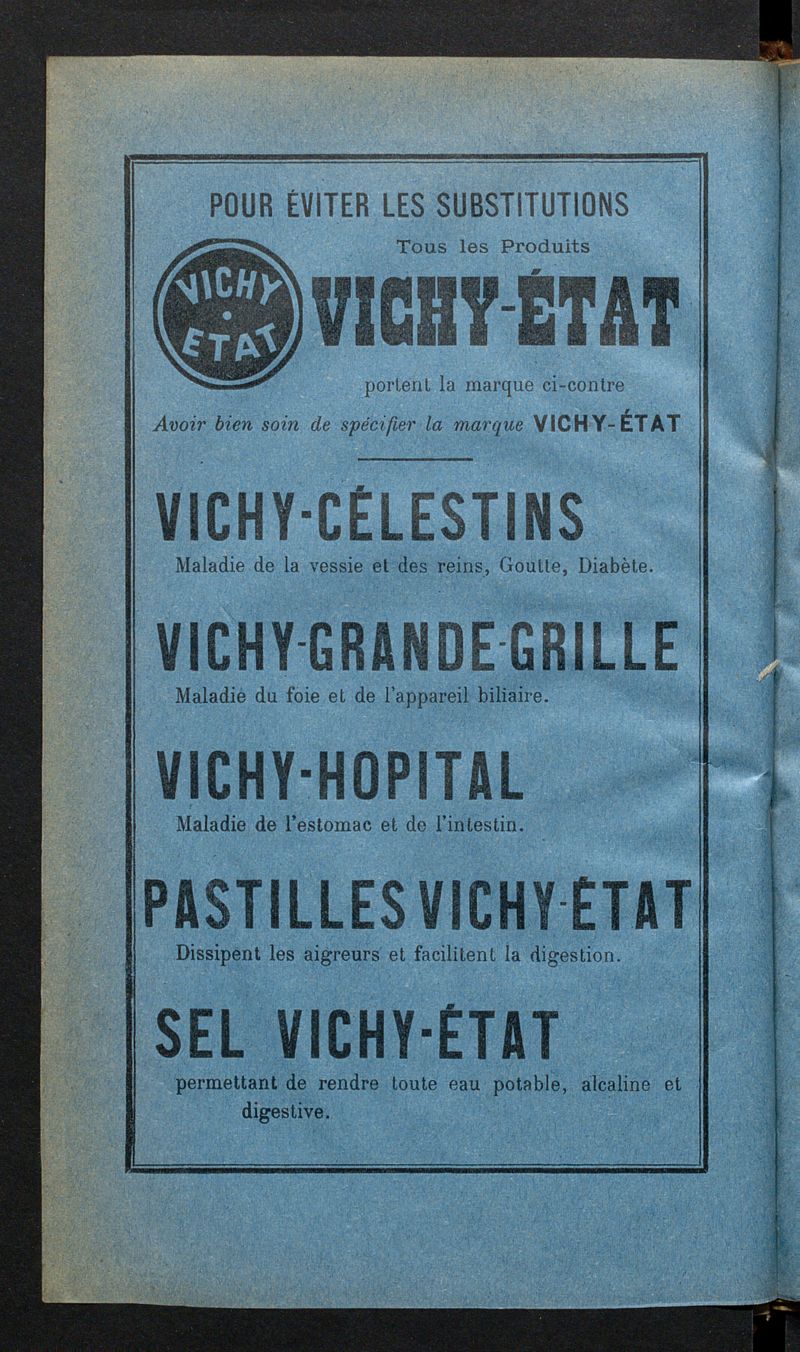 POUR ÉVITER LES SUBSTITUTIONS
Tous les Produits
VICHY
ETAT
VICHY-ÉTAT
portent la marque ci-contre
Avoir bien soin de spécifier la marque VICHY-ÉTAT
VICHY-CÉLESTINS
Maladie de la vessie et des reins, Goutte, Diabète.
VICHY-GRANDE-GRILLE
Maladie du foie et de l'appareil biliaire.
VICHY-HOPITAL
Maladie de l'estomac et de l'intestin.
PASTILLES VICHY-ÉTAT
Dissipent les aigreurs et facilitent la digestion.
SEL VICHY-ÉTAT
permettant de rendre toute eau potable, alcaline et
digestive.